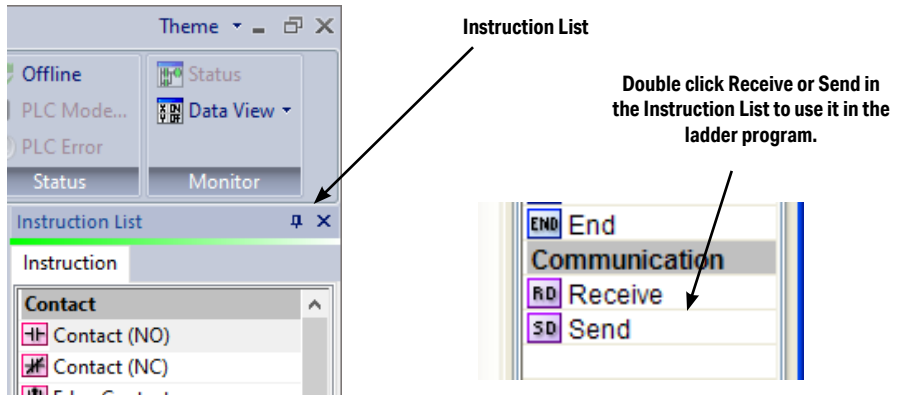 Theme
Instruction List
Offline
Status
PLC Mode...
Data View
PLC Error
Status
Monitor
Instruction List
Instruction
Contact
Contact (NO)
Contact (NC)
Double click Receive or Send in
the Instruction List to use it in the
ladder program.
END End
Communication
RD Receive
SD Send